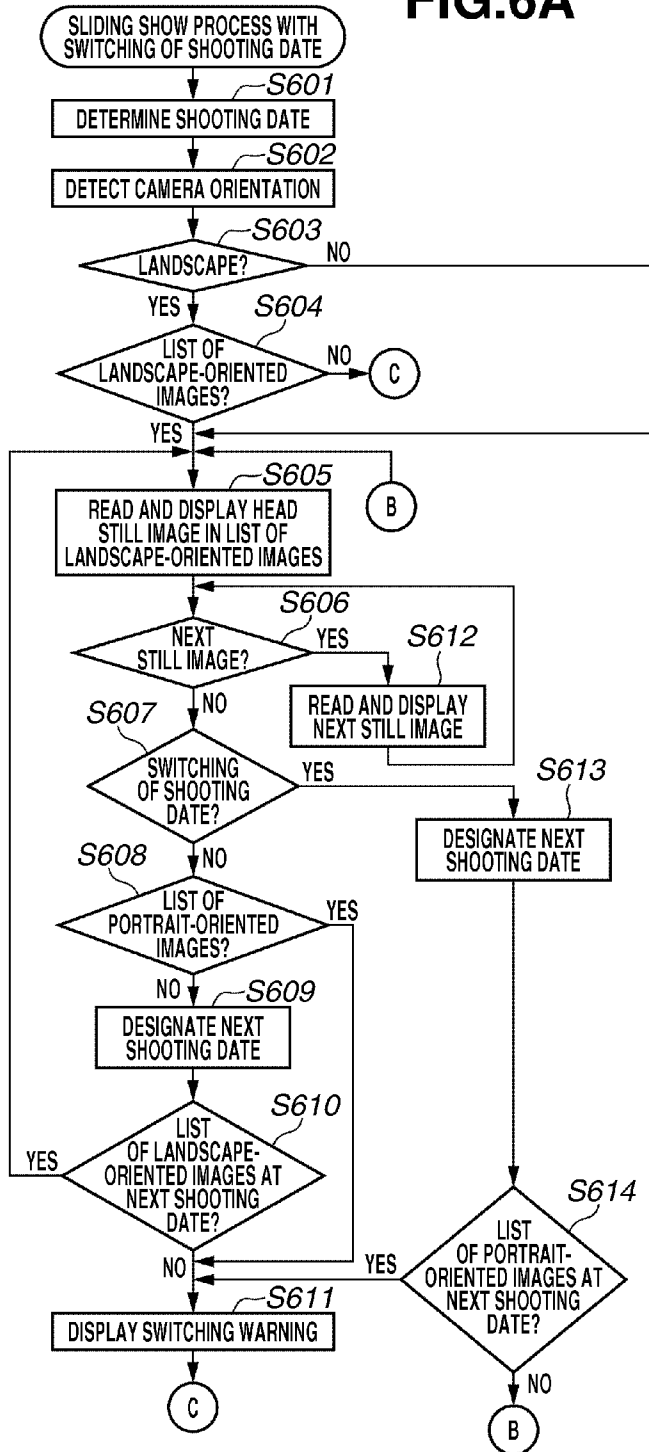 FIG.6A
SLIDING SHOW PROCESS WITH
SWITCHING OF SHOOTING DATE
S601
DETERMINE SHOOTING DATE
S602
DETECT CAMERA ORIENTATION
S603
LANDSCAPE?
NO
YES
S604
LIST OF
LANDSCAPE-ORIENTED
IMAGES?
NO
C
YES
S605
B
READ AND DISPLAY HEAD
STILL IMAGE IN LIST OF
LANDSCAPE-ORIENTED IMAGES
S606
NEXT
STILL IMAGE?
YES
S612
READ AND DISPLAY
NEXT STILL IMAGE
NO
S607
SWITCHING
OF SHOOTING
DATE?
YES
S613
DESIGNATE NEXT
SHOOTING DATE
NO
S608
LIST OF
PORTRAIT-ORIENTED
IMAGES?
YES
NO
S609
DESIGNATE NEXT
SHOOTING DATE
S610
LIST
OF LANDSCAPE-
ORIENTED IMAGES AT
NEXT SHOOTING
DATE?
YES
NO
S614
LIST
OF PORTRAIT-
ORIENTED IMAGES AT
NEXT SHOOTING
DATE?
YES
S611
DISPLAY SWITCHING WARNING
C
NO
B